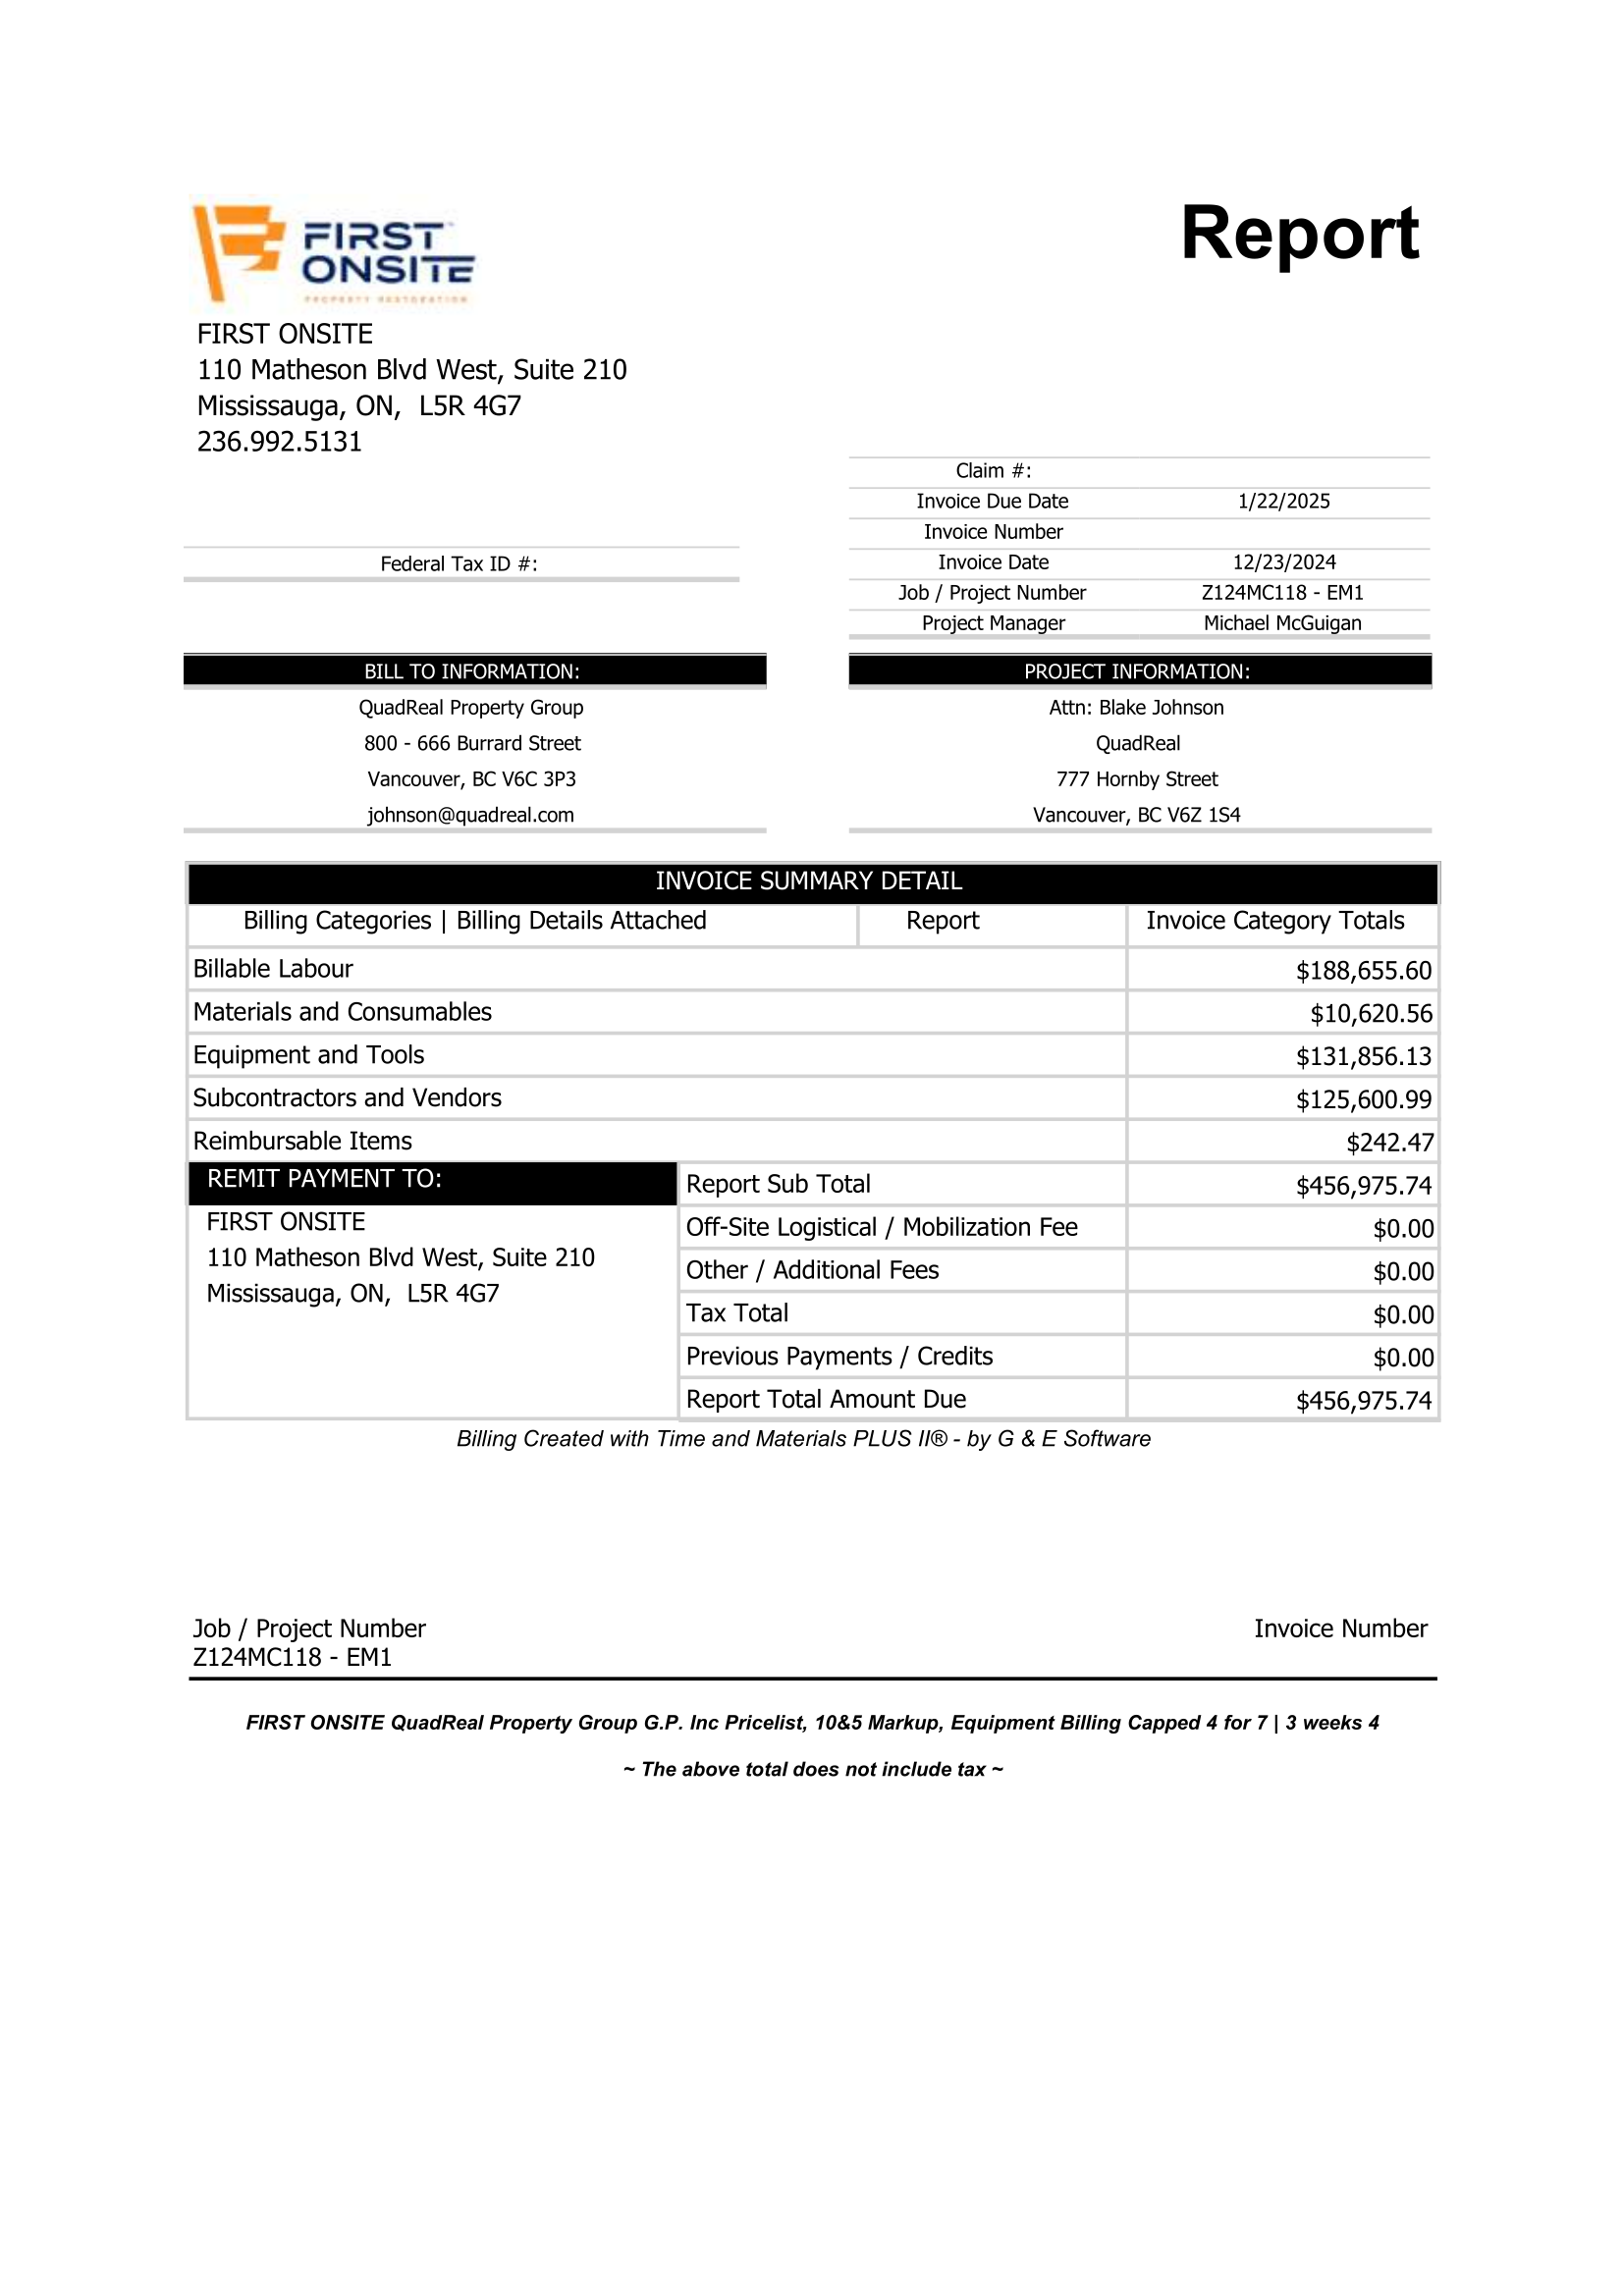 FIRST
ONSITE
PROPERTY RESTORATION
Report
FIRST ONSITE
110 Matheson Blvd West, Suite 210
Mississauga, ON, L5R 4G7
236.992.5131
Claim #:
Invoice Due Date 1/22/2025
Invoice Number
Federal Tax ID #:
Invoice Date 12/23/2024
Job / Project Number Z124MC118 - EM1
Project Manager Michael McGuigan
BILL TO INFORMATION:
QuadReal Property Group
800 - 666 Burrard Street
Vancouver, BC V6C 3P3
johnson@quadreal.com
PROJECT INFORMATION:
Attn: Blake Johnson
QuadReal
777 Hornby Street
Vancouver, BC V6Z 1S4
INVOICE SUMMARY DETAIL
Billing Categories | Billing Details Attached Report Invoice Category Totals
Billable Labour $188,655.60
Materials and Consumables $10,620.56
Equipment and Tools $131,856.13
Subcontractors and Vendors $125,600.99
Reimbursable Items $242.47
REMIT PAYMENT TO:
FIRST ONSITE
110 Matheson Blvd West, Suite 210
Mississauga, ON, L5R 4G7
Report Sub Total $456,975.74
Off-Site Logistical / Mobilization Fee $0.00
Other / Additional Fees $0.00
Tax Total $0.00
Previous Payments / Credits $0.00
Report Total Amount Due $456,975.74
Billing Created with Time and Materials PLUS II® - by G & E Software
Job / Project Number Invoice Number
Z124MC118 - EM1
FIRST ONSITE QuadReal Property Group G.P. Inc Pricelist, 10&5 Markup, Equipment Billing Capped 4 for 7 | 3 weeks 4
~ The above total does not include tax ~